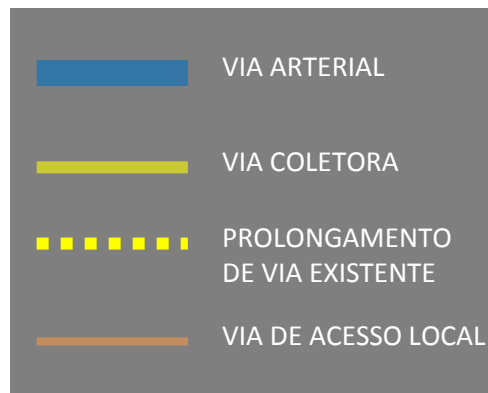 VIA ARTERIAL
VIA COLETORA
PROLONGAMENTO
DE VIA EXISTENTE
VIA DE ACESSO LOCAL